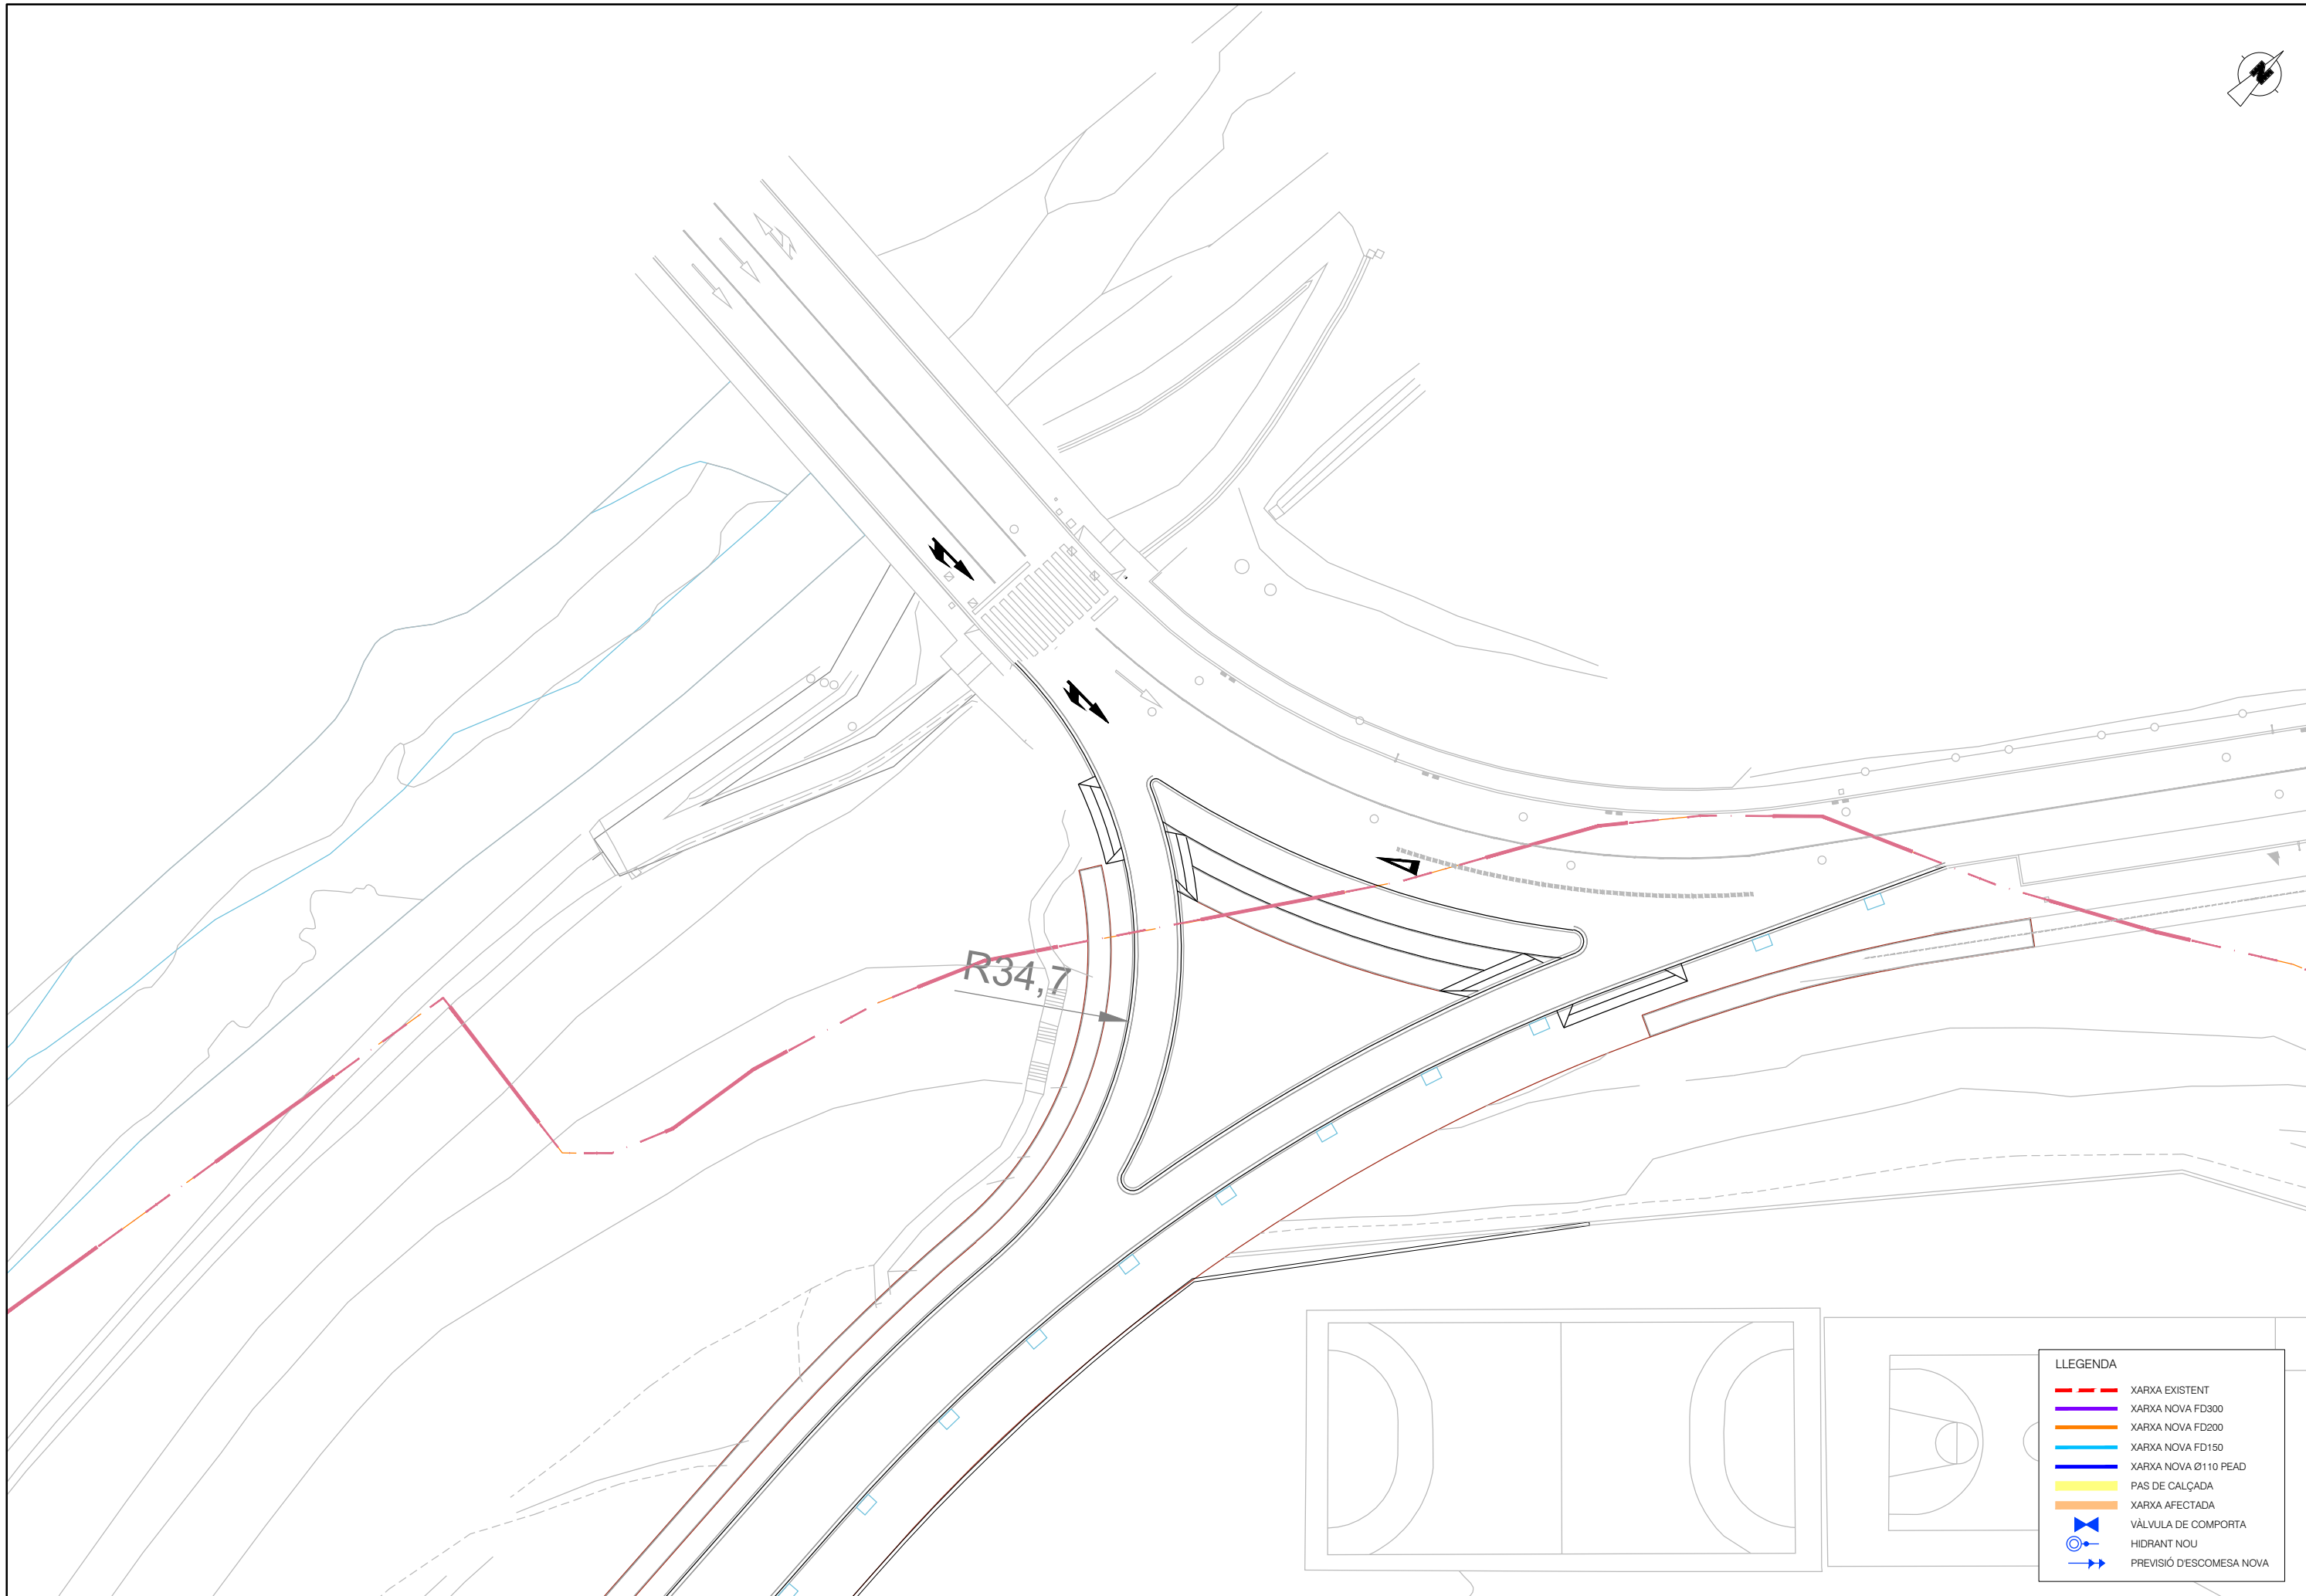 N
R34,7
LLEGENDA
XARXA EXISTENT
XARXA NOVA FD300
XARXA NOVA FD200
XARXA NOVA FD150
XARXA NOVA Ø110 PEAD
PAS DE CALÇADA
XARXA AFECTADA
VÀLVULA DE COMPORTA
HIDRANT NOU
PREVISIÓ D'ESCOMESA NOVA